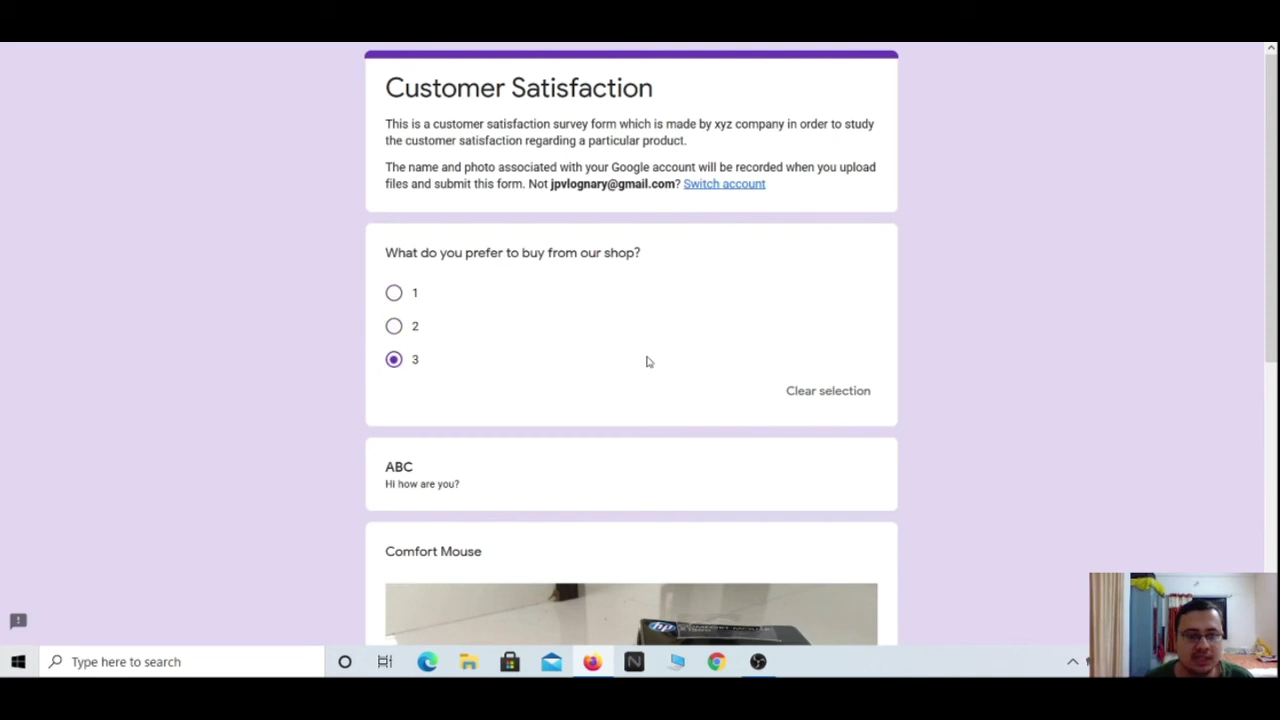 Customer Satisfaction
This is a customer satisfaction survey form which is made by xyz company in order to study
the customer satisfaction regarding a particular product.
The name and photo associated with your Google account will be recorded when you upload
files and submit this form. Not jpvlognary@gmail.com? Switch account
What do you prefer to buy from our shop?
1
2
3
Clear selection
ABC
Hi how are you?
Comfort Mouse
hp
COMFORT MOUSE
Type here to search